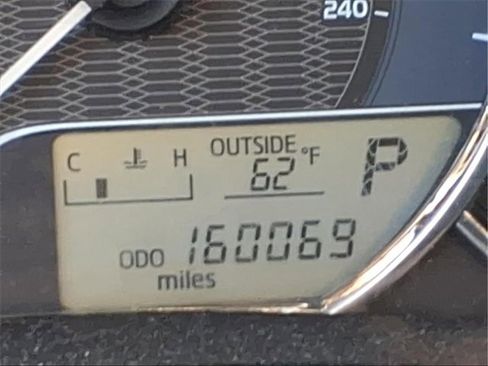 240
OUTSIDE
C H 62 °F P
ODO 160069
miles